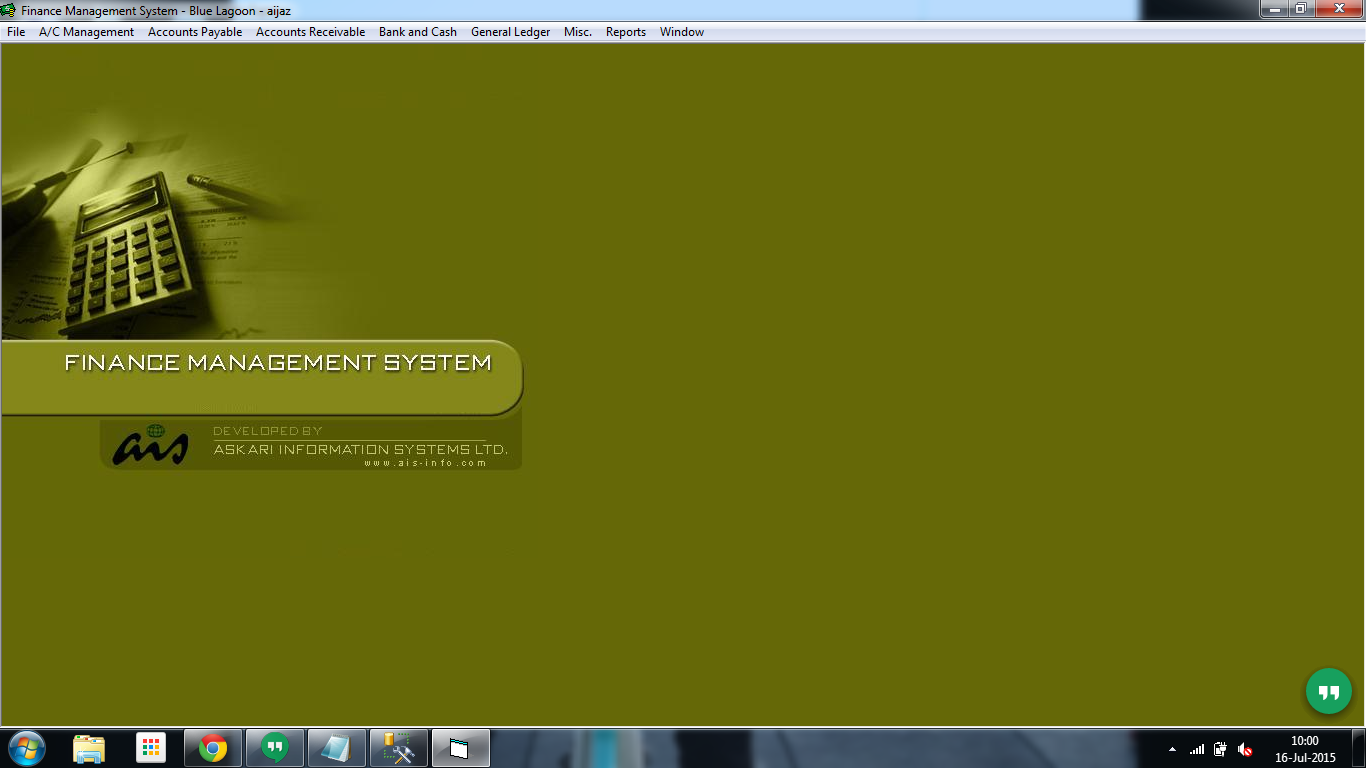 Finance Management System - Blue Lagoon - aijaz
File A/C Management Accounts Payable Accounts Receivable Bank and Cash General Ledger Misc. Reports Window
FINANCE MANAGEMENT SYSTEM
ais
DEVELOPED BY
ASKARI INFORMATION SYSTEMS LTD.
www.ais-info.com
10:00
16-Jul-2015